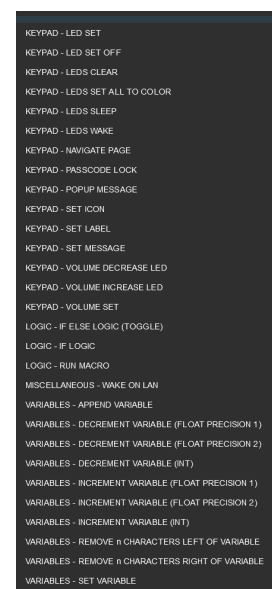 KEYPAD - LED SET
KEYPAD - LED SET OFF
KEYPAD - LEDS CLEAR
KEYPAD - LEDS SET ALL TO COLOR
KEYPAD - LEDS SLEEP
KEYPAD - LEDS WAKE
KEYPAD - NAVIGATE PAGE
KEYPAD - PASSCODE LOCK
KEYPAD - POPUP MESSAGE
KEYPAD - SET ICON
KEYPAD - SET LABEL
KEYPAD - SET MESSAGE
KEYPAD - VOLUME DECREASE LED
KEYPAD - VOLUME INCREASE LED
KEYPAD - VOLUME SET
LOGIC - IF ELSE LOGIC (TOGGLE)
LOGIC - IF LOGIC
LOGIC - RUN MACRO
MISCELLANEOUS - WAKE ON LAN
VARIABLES - APPEND VARIABLE
VARIABLES - DECREMENT VARIABLE (FLOAT PRECISION 1)
VARIABLES - DECREMENT VARIABLE (FLOAT PRECISION 2)
VARIABLES - DECREMENT VARIABLE (INT)
VARIABLES - INCREMENT VARIABLE (FLOAT PRECISION 1)
VARIABLES - INCREMENT VARIABLE (FLOAT PRECISION 2)
VARIABLES - INCREMENT VARIABLE (INT)
VARIABLES - REMOVE n CHARACTERS LEFT OF VARIABLE
VARIABLES - REMOVE n CHARACTERS RIGHT OF VARIABLE
VARIABLES - SET VARIABLE